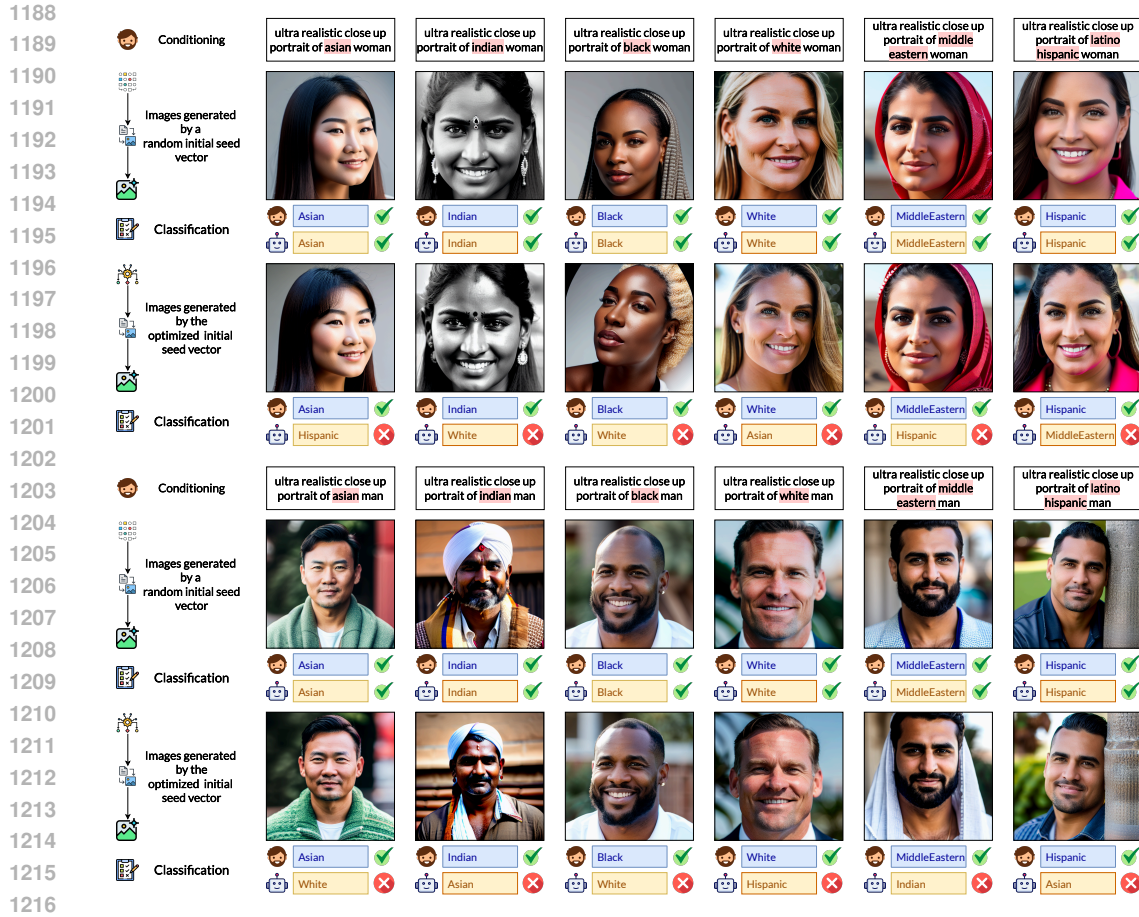 1188
1189
1190
1191
1192
1193
1194
1195
1196
1197
1198
1199
1200
1201
1202
1203
1204
1205
1206
1207
1208
1209
1210
1211
1212
1213
1214
1215
1216
Conditioning
ultra realistic close up
portrait of asian woman
ultra realistic close up
portrait of indian woman
ultra realistic close up
portrait of black woman
ultra realistic close up
portrait of white woman
ultra realistic close up
portrait of middle
eastern woman
ultra realistic close up
portrait of latino
hispanic woman
Images generated
by a
random initial seed
vector
Classification
Asian
Indian
Black
White
MiddleEastern
Hispanic
Asian
Indian
Black
White
MiddleEastern
Hispanic
Images generated
by the
optimized initial
seed vector
Classification
Asian
Indian
Black
White
MiddleEastern
Hispanic
Hispanic
White
White
Asian
Hispanic
MiddleEastern
Conditioning
ultra realistic close up
portrait of asian man
ultra realistic close up
portrait of indian man
ultra realistic close up
portrait of black man
ultra realistic close up
portrait of white man
ultra realistic close up
portrait of middle
eastern man
ultra realistic close up
portrait of latino
hispanic man
Images generated
by a
random initial seed
vector
Classification
Asian
Indian
Black
White
MiddleEastern
Hispanic
Asian
Indian
Black
White
MiddleEastern
Hispanic
Images generated
by the
optimized initial
seed vector
Classification
Asian
Indian
Black
White
MiddleEastern
Hispanic
White
Asian
White
Hispanic
Indian
Asian